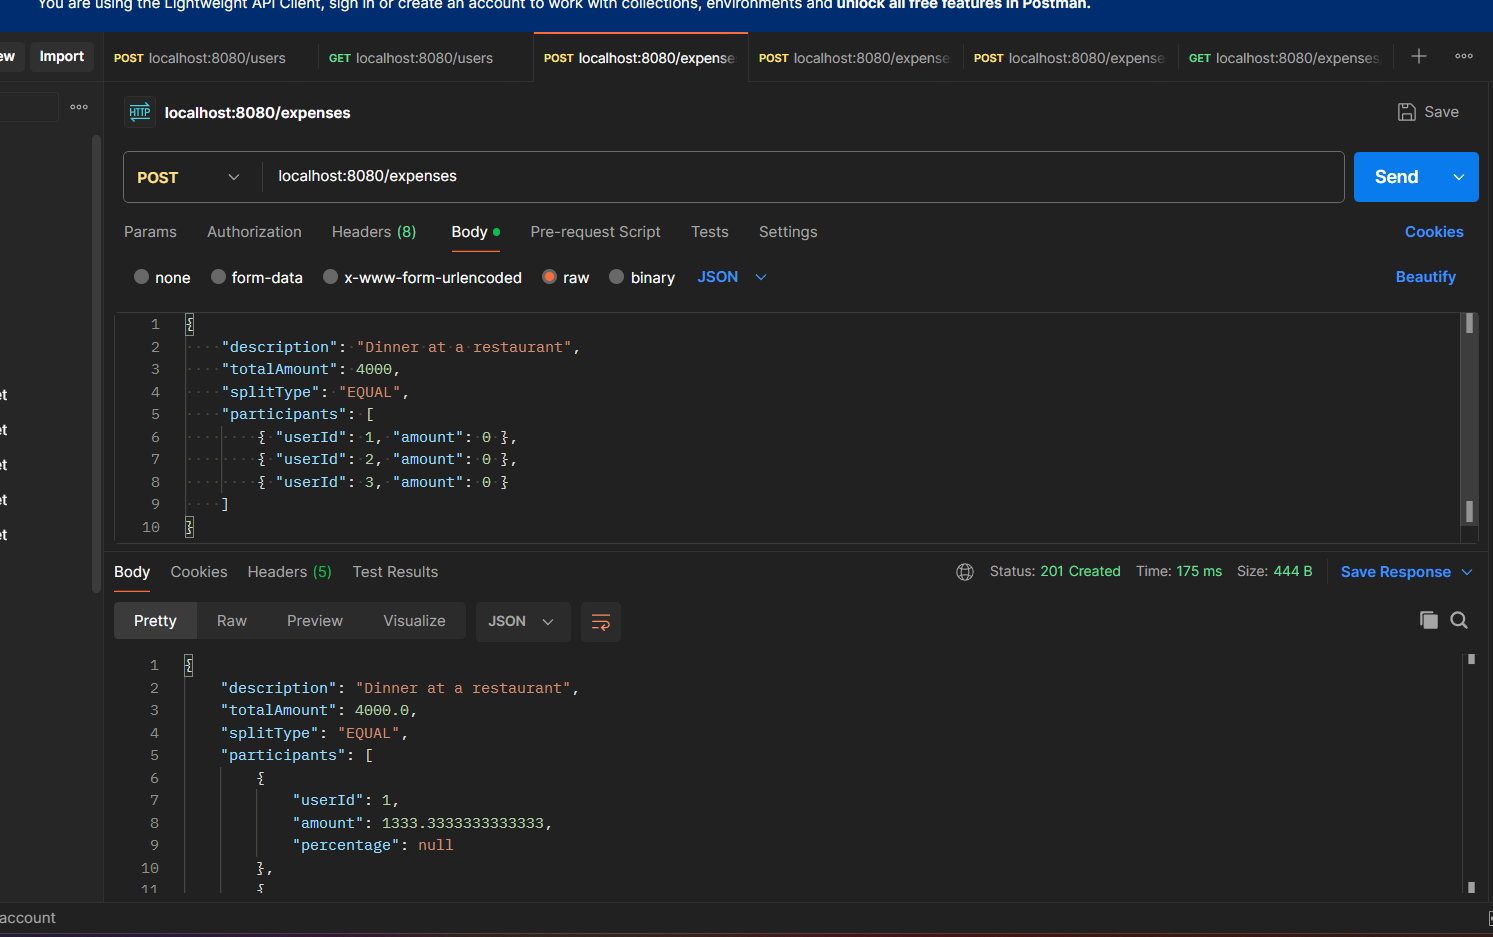 You are using the Lightweight API Client, sign in or create an account to work with collections, environments and unlock all free features in Postman.
ew Import POST localhost:8080/users GET localhost:8080/users POST localhost:8080/expense POST localhost:8080/expense POST localhost:8080/expense GET localhost:8080/expenses
HTTP localhost:8080/expenses Save
POST localhost:8080/expenses Send
Params Authorization Headers (8) Body Pre-request Script Tests Settings Cookies
none form-data x-www-form-urlencoded raw binary JSON Beautify
1 {
2 "description": "Dinner at a restaurant",
3 "totalAmount": 4000,
4 "splitType": "EQUAL",
5 "participants": [
6 { "userId": 1, "amount": 0 },
7 { "userId": 2, "amount": 0 },
8 { "userId": 3, "amount": 0 }
9 ]
10 }
et
et
et
et
et
Body Cookies Headers (5) Test Results Status: 201 Created Time: 175 ms Size: 444 B Save Response
Pretty Raw Preview Visualize JSON
1 {
2 "description": "Dinner at a restaurant",
3 "totalAmount": 4000.0,
4 "splitType": "EQUAL",
5 "participants": [
6 {
7 "userId": 1,
8 "amount": 1333.3333333333333,
9 "percentage": null
10 },
11 {
account